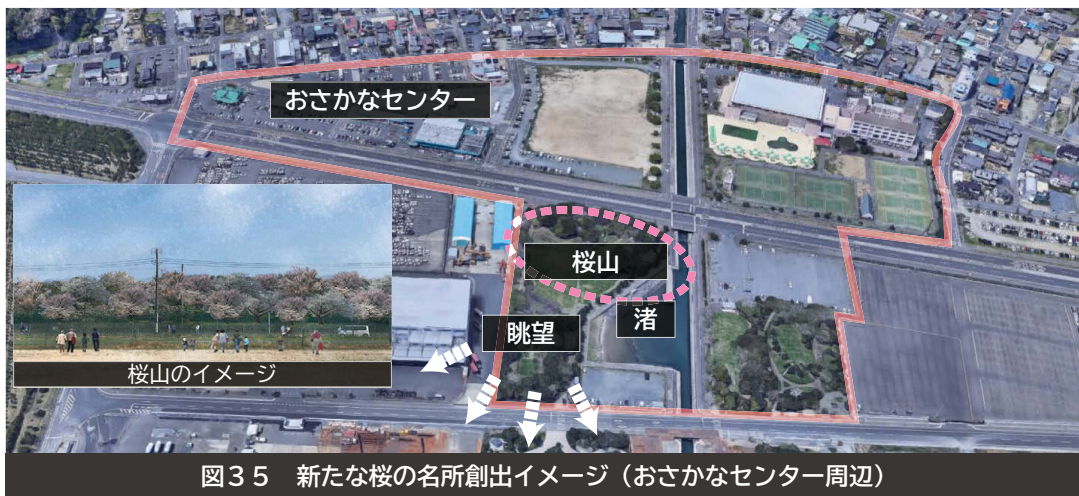 おさかなセンター
桜山
渚
眺望
桜山のイメージ
図３５　新たな桜の名所創出イメージ（おさかなセンター周辺）